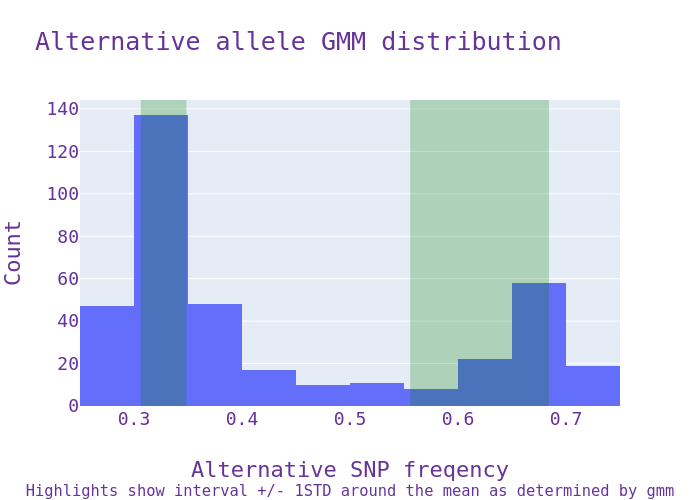 Alternative allele GMM distribution
140
120
100
80
60
40
20
0
Count
0.3 0.4 0.5 0.6 0.7
Alternative SNP freqency
Highlights show interval +/- 1STD around the mean as determined by gmm